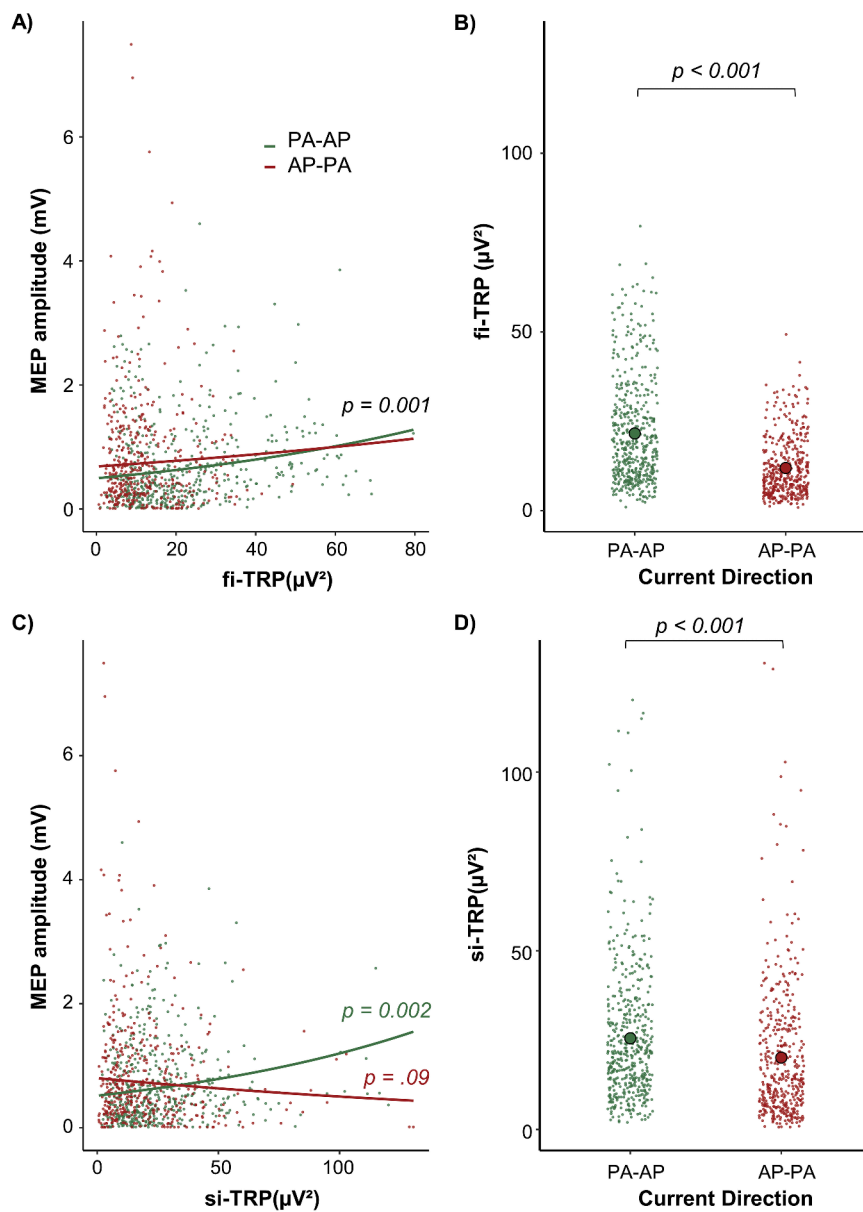 A)
MEP amplitude (mV)
6
4
2
0
PA-AP
AP-PA
p = 0.001
0 20 40 60 80
fi-TRP(µV²)
B)
p < 0.001
fi-TRP (µV²)
100
50
0
PA-AP AP-PA
Current Direction
C)
MEP amplitude (mV)
6
4
2
0
p = 0.002
p = .09
0 50 100
si-TRP(µV²)
D)
p < 0.001
si-TRP(µV²)
100
50
0
PA-AP AP-PA
Current Direction